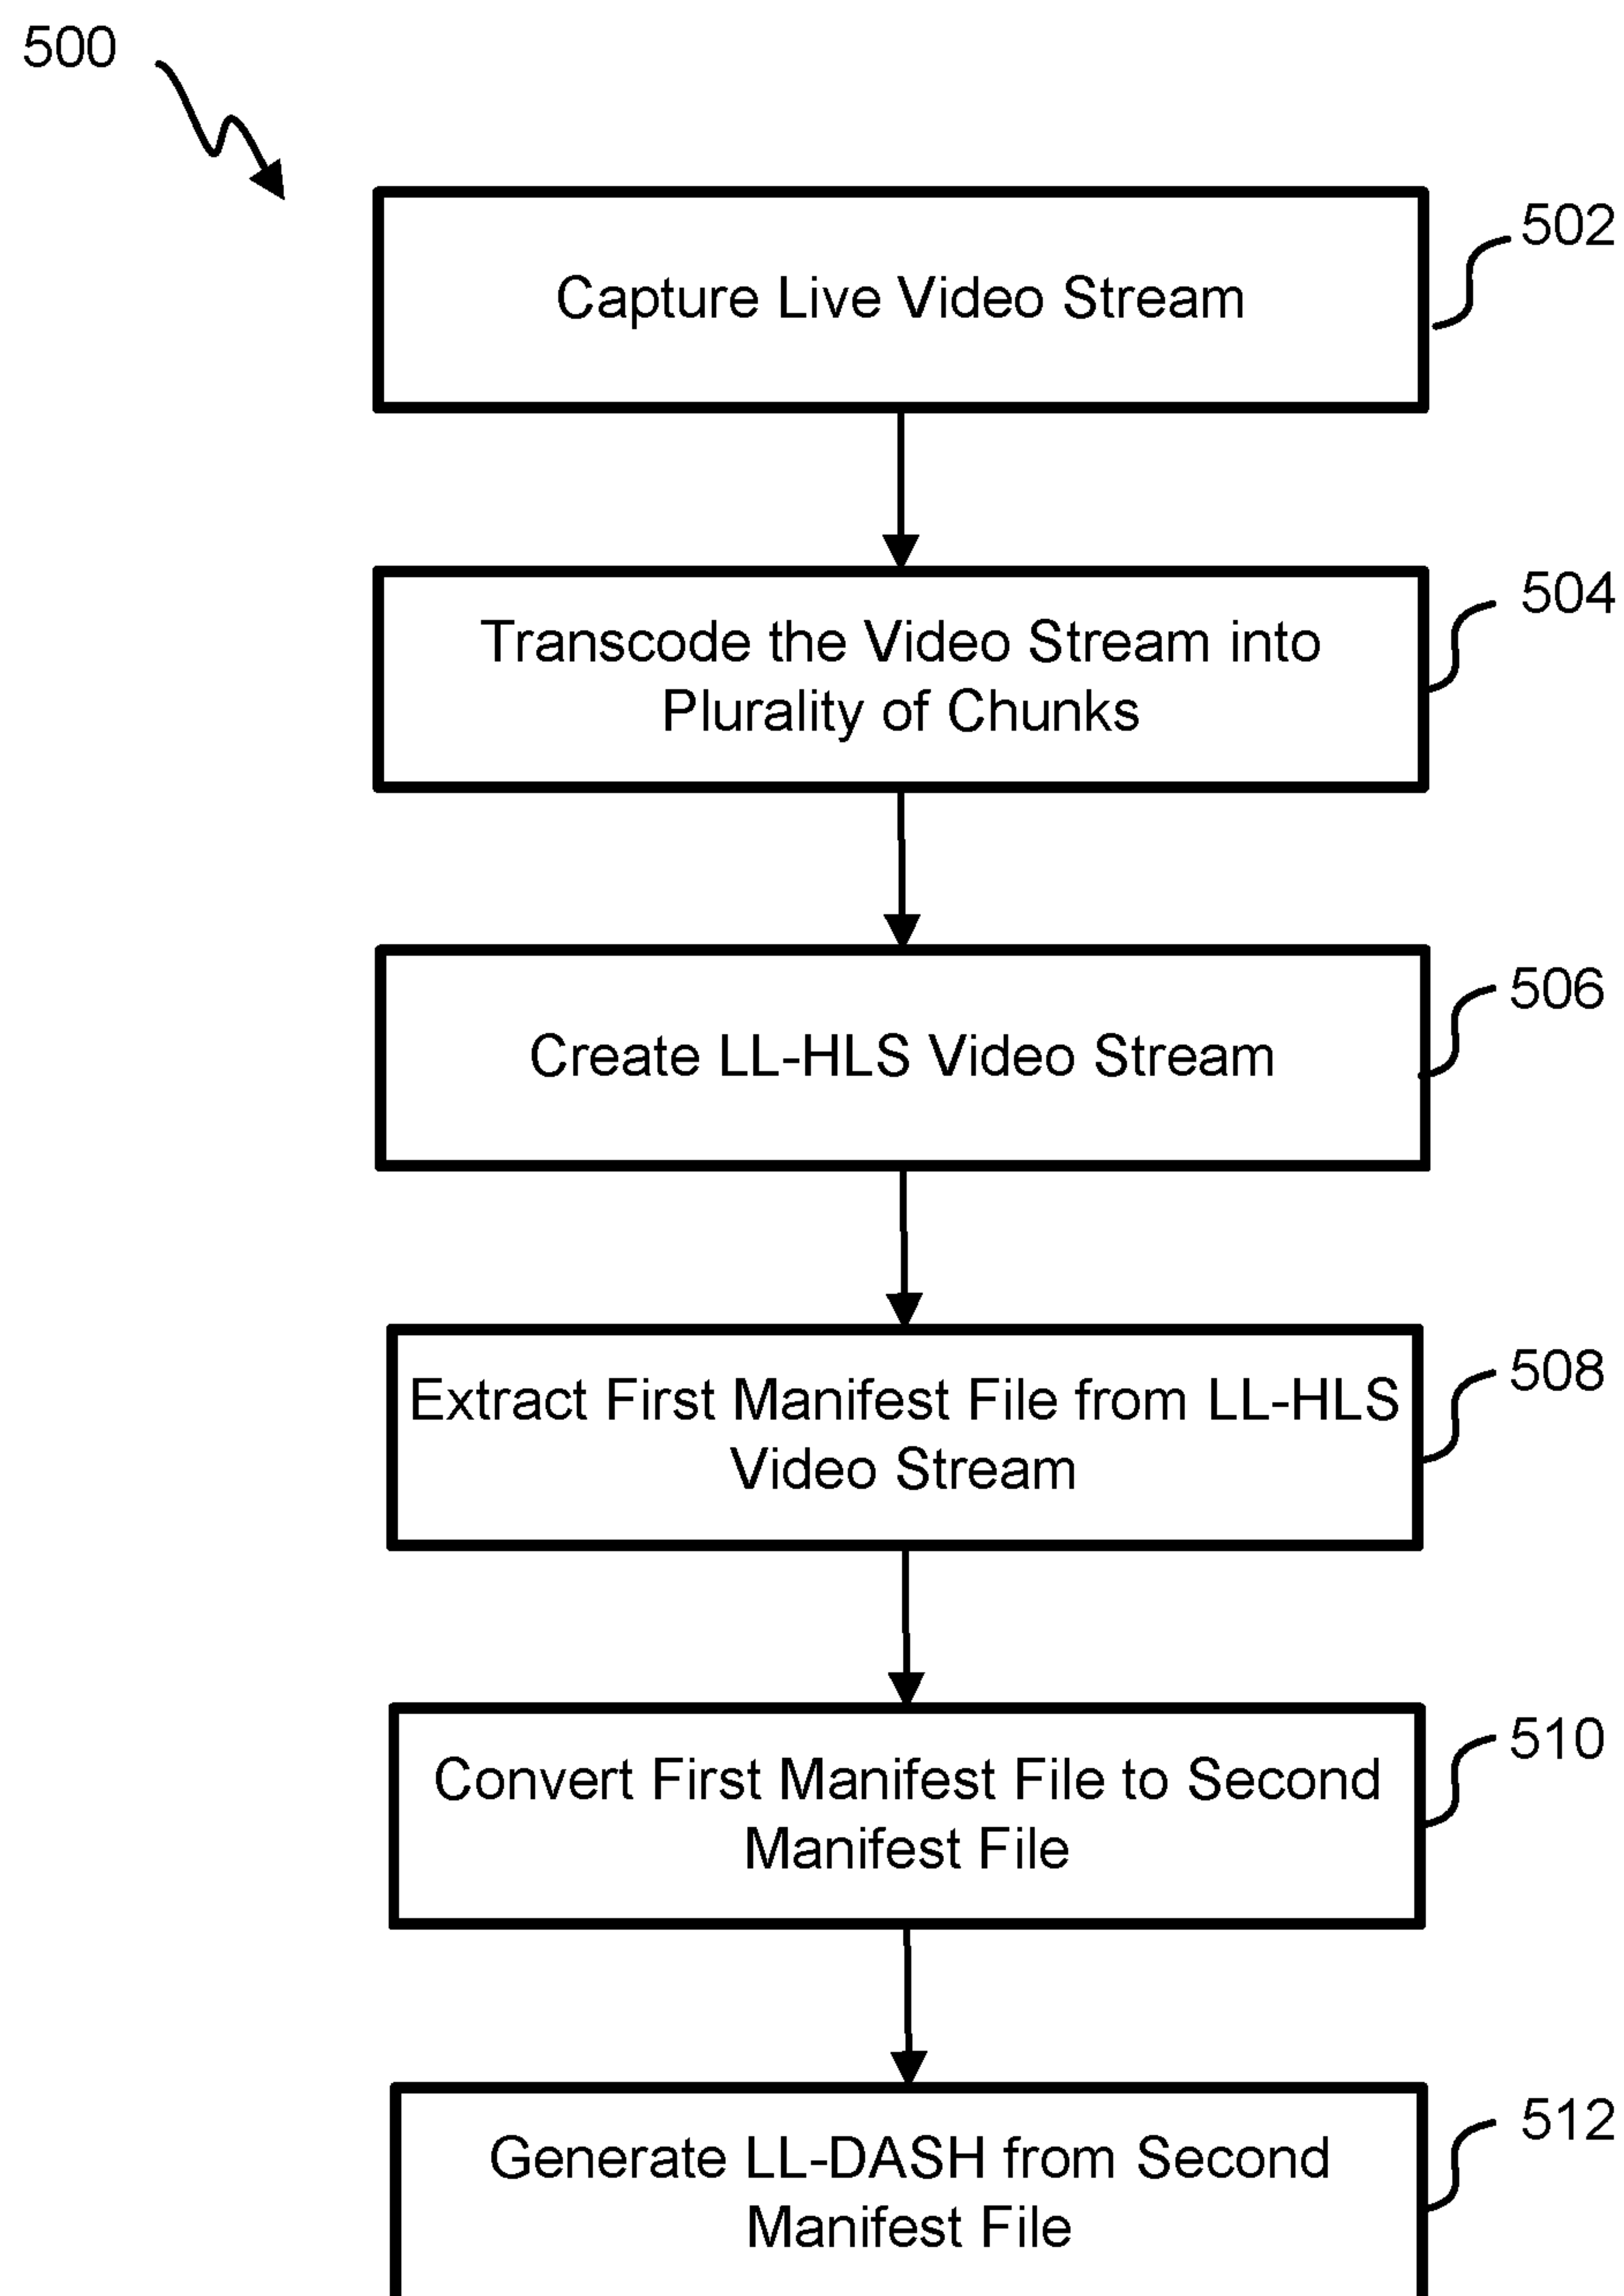 500
502
Capture Live Video Stream
504
Transcode the Video Stream into
Plurality of Chunks
506
Create LL-HLS Video Stream
508
Extract First Manifest File from LL-HLS
Video Stream
510
Convert First Manifest File to Second
Manifest File
512
Generate LL-DASH from Second
Manifest File